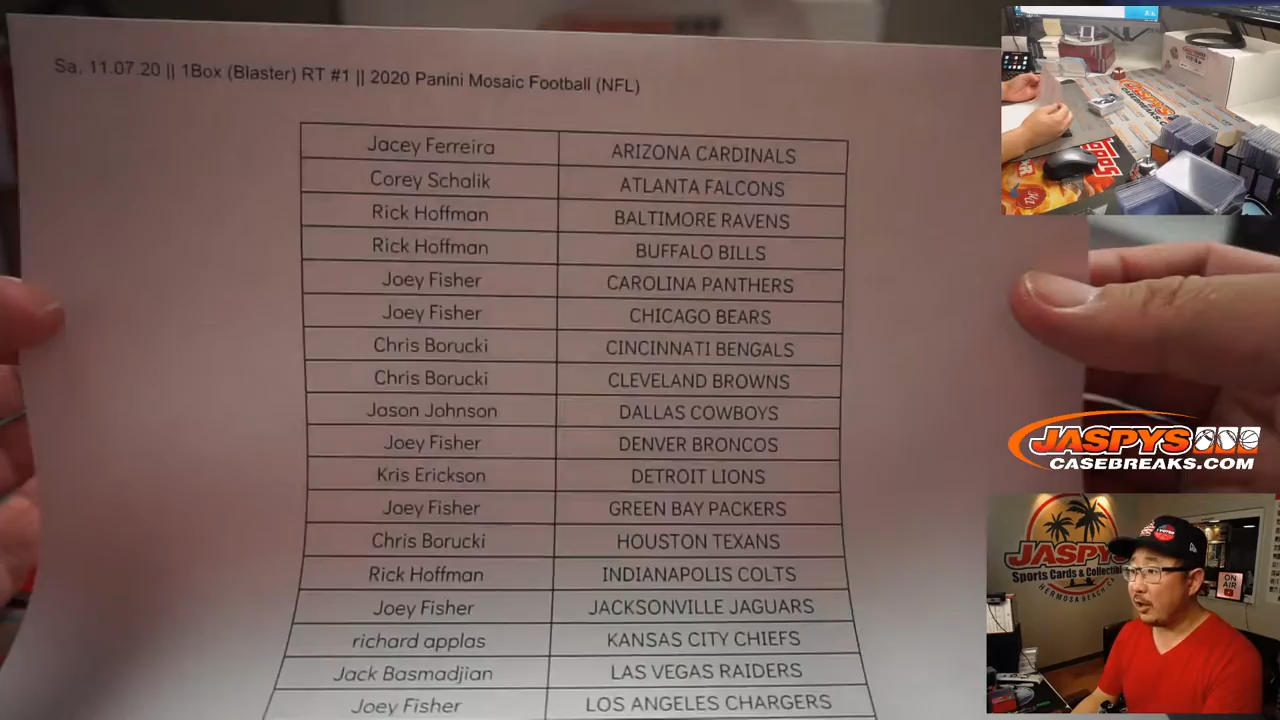 Sa, 11.07.20 || 1Box (Blaster) RT #1 || 2020 Panini Mosaic Football (NFL)
Jacey Ferreira ARIZONA CARDINALS
Corey Schalik ATLANTA FALCONS
Rick Hoffman BALTIMORE RAVENS
Rick Hoffman BUFFALO BILLS
Joey Fisher CAROLINA PANTHERS
Joey Fisher CHICAGO BEARS
Chris Borucki CINCINNATI BENGALS
Chris Borucki CLEVELAND BROWNS
Jason Johnson DALLAS COWBOYS
Joey Fisher DENVER BRONCOS
Kris Erickson DETROIT LIONS
Joey Fisher GREEN BAY PACKERS
Chris Borucki HOUSTON TEXANS
Rick Hoffman INDIANAPOLIS COLTS
Joey Fisher JACKSONVILLE JAGUARS
richard applas KANSAS CITY CHIEFS
Jack Basmadjian LAS VEGAS RAIDERS
Joey Fisher LOS ANGELES CHARGERS
JASPYS
CASEBREAKS.COM
JASPYS
CASEBREAKS.C
topps
JASPYS
Sports Cards & Collectibl
HERMOSA BEACH, CA
ON
AIR